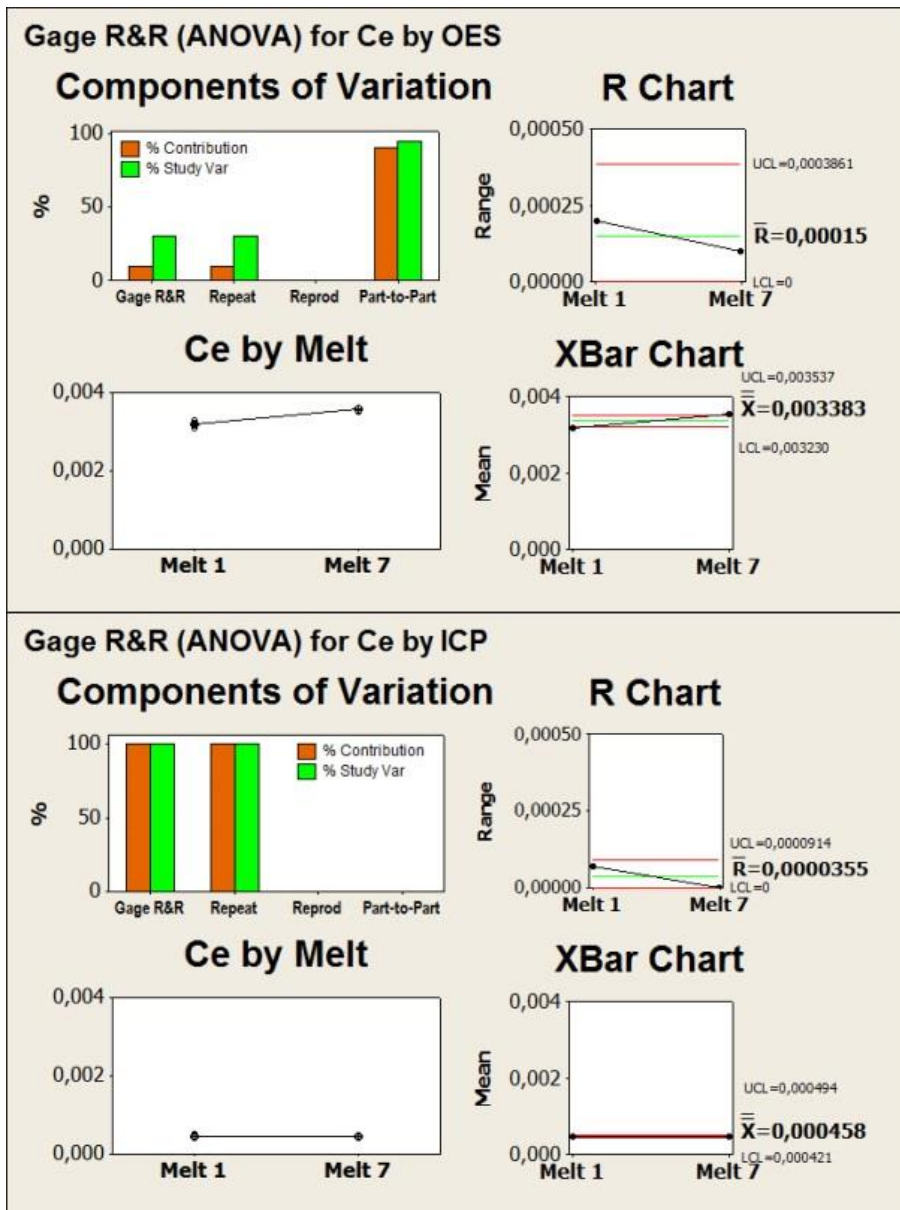 Gage R&R (ANOVA) for Ce by OES
Components of Variation
100
50
0
%
% Contribution
% Study Var
Gage R&R Repeat Reprod Part-to-Part
R Chart
0,00050
0,00025
0,00000
Range
UCL=0,0003861
R=0,00015
LCL=0
Melt 1 Melt 7
Ce by Melt
0,004
0,002
0,000
Melt 1 Melt 7
XBar Chart
0,004
0,002
0,000
Mean
UCL=0,003537
X=0,003383
LCL=0,003230
Melt 1 Melt 7
Gage R&R (ANOVA) for Ce by ICP
Components of Variation
100
50
0
%
% Contribution
% Study Var
Gage R&R Repeat Reprod Part-to-Part
R Chart
0,00050
0,00025
0,00000
Range
UCL=0,0000914
R=0,0000355
LCL=0
Melt 1 Melt 7
Ce by Melt
0,004
0,002
0,000
Melt 1 Melt 7
XBar Chart
0,004
0,002
0,000
Mean
UCL=0,000494
X=0,000458
LCL=0,000421
Melt 1 Melt 7